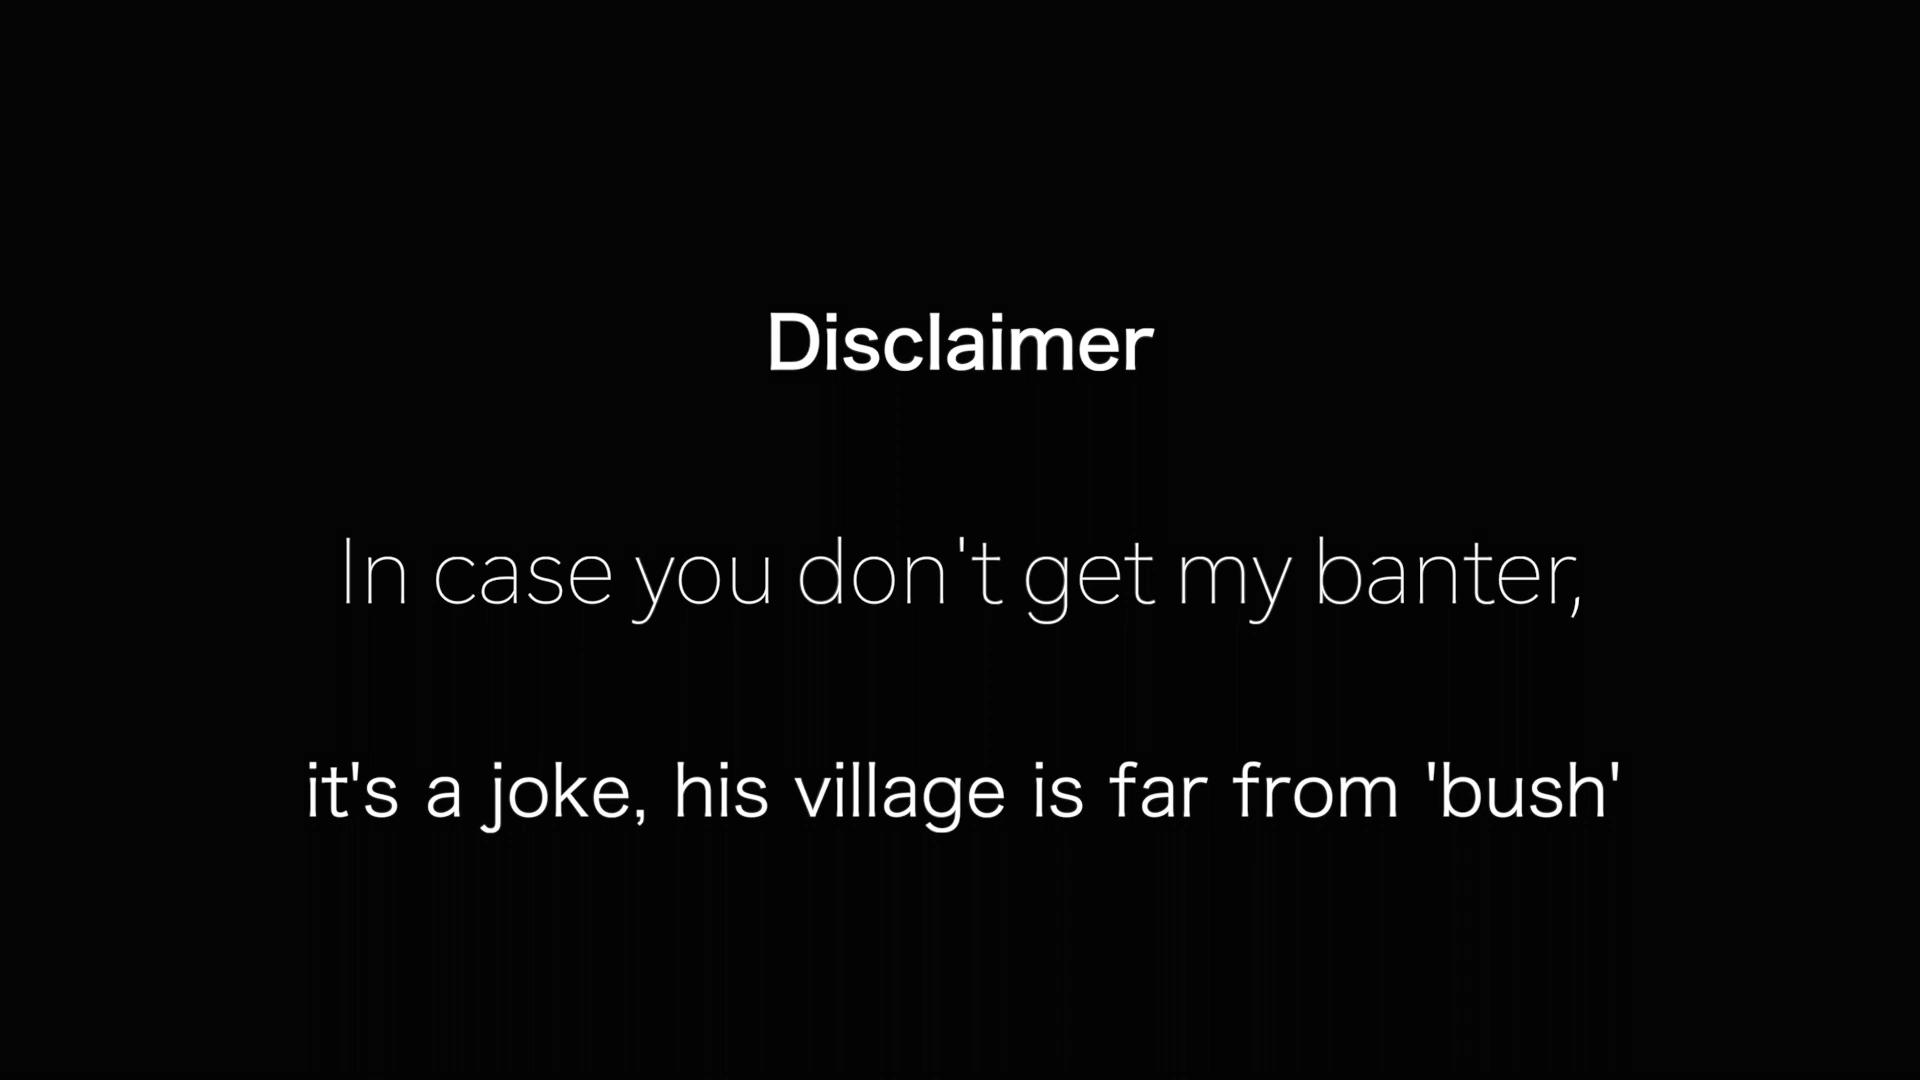 Disclaimer
In case you don't get my banter,
it's a joke, his village is far from 'bush'